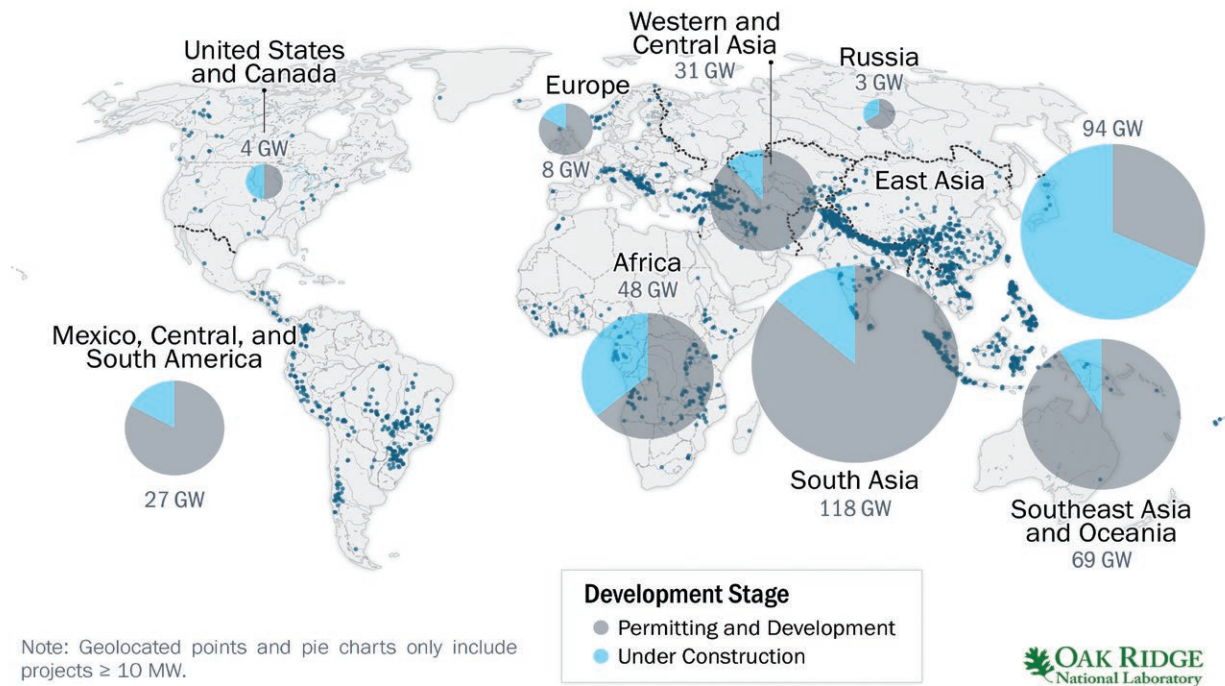 United States
and Canada
4 GW
Europe
8 GW
Western and
Central Asia
31 GW
Russia
3 GW
94 GW
East Asia
Africa
48 GW
Mexico, Central, and
South America
27 GW
South Asia
118 GW
Southeast Asia
and Oceania
69 GW
Development Stage
Permitting and Development
Under Construction
Note: Geolocated points and pie charts only include
projects ≥ 10 MW.
OAK RIDGE
National Laboratory